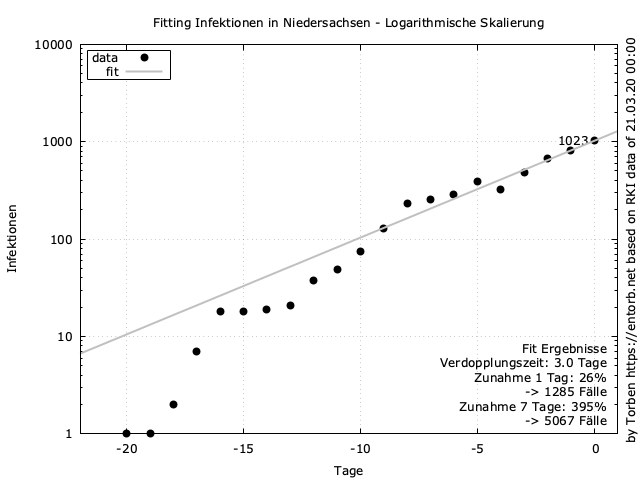 Fitting Infektionen in Niedersachsen - Logarithmische Skalierung
10000
1000
100
10
1
Infektionen
data
fit
1023
Fit Ergebnisse
Verdopplungszeit: 3.0 Tage
Zunahme 1 Tag: 26%
-> 1285 Fälle
Zunahme 7 Tage: 395%
-> 5067 Fälle
-20 -15 -10 -5 0
Tage
by Torben https://entorb.net based on RKI data of 21.03.20 00:00